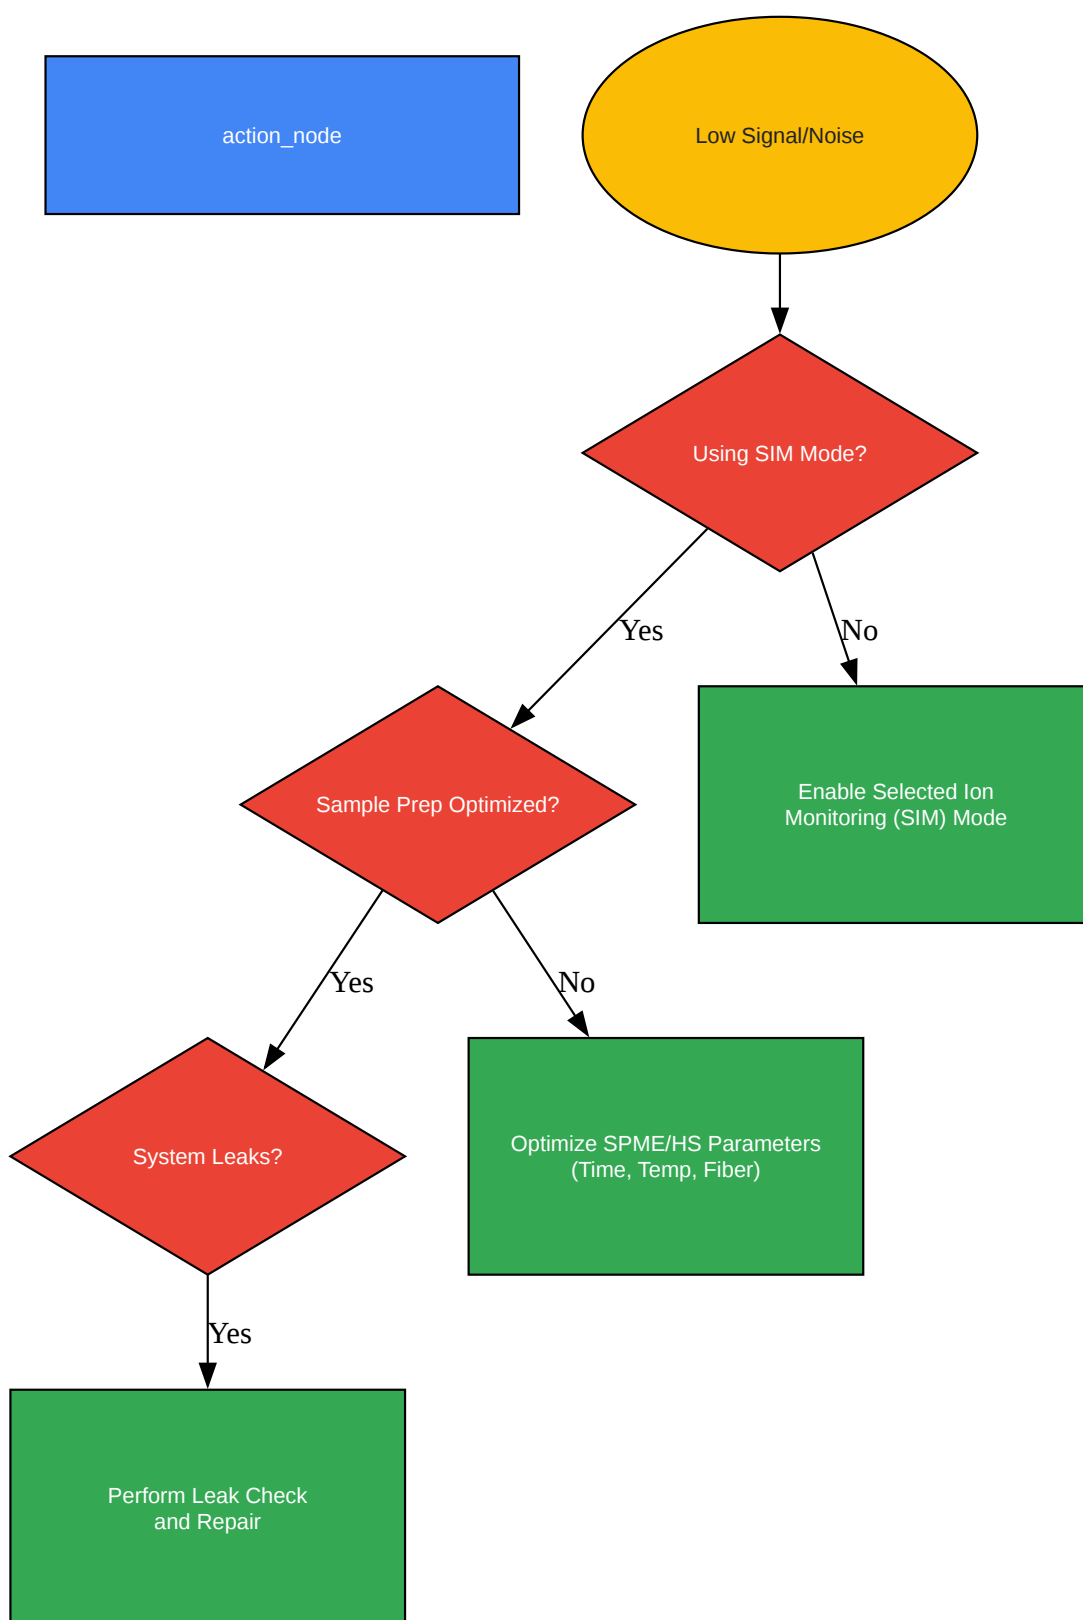 action_node
Low Signal/Noise
Using SIM Mode?
Yes
No
Sample Prep Optimized?
Enable Selected Ion
Monitoring (SIM) Mode
Yes
No
System Leaks?
Optimize SPME/HS Parameters
(Time, Temp, Fiber)
Yes
Perform Leak Check
and Repair